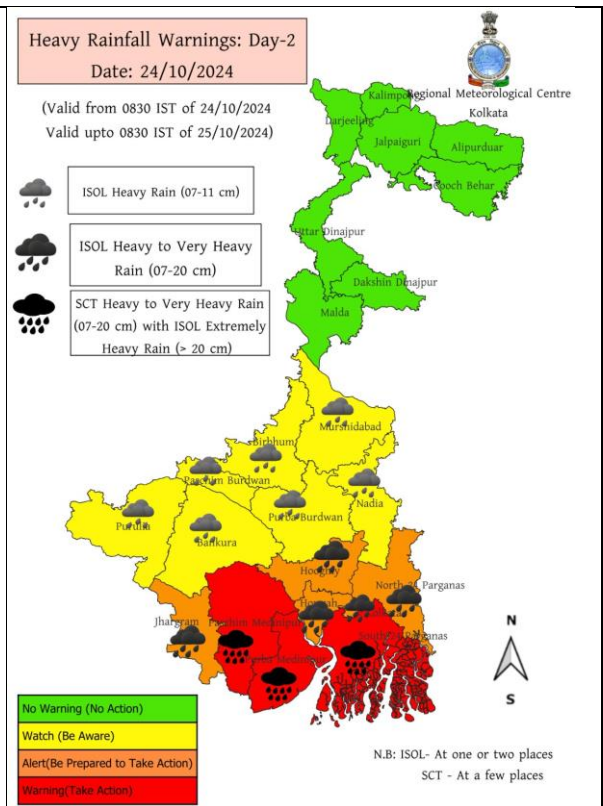 Heavy Rainfall Warnings: Day-2
Date: 24/10/2024
Regional Meteorological Centre
Kolkata
(Valid from 0830 IST of 24/10/2024
Valid upto 0830 IST of 25/10/2024)
ISOL Heavy Rain (07-11 cm)
ISOL Heavy to Very Heavy
Rain (07-20 cm)
SCT Heavy to Very Heavy Rain
(07-20 cm) with ISOL Extremely
Heavy Rain (> 20 cm)
Kalimpong
Darjeeling
Jalpaiguri
Alipurduar
Cooch Behar
Uttar Dinajpur
Dakshin Dinajpur
Malda
Murshidabad
Birbhum
Paschim Burdwan
Nadia
Purulia
Purba Burdwan
Bankura
Hooghly
North 24 Parganas
Howrah
Jhargram
Paschim Medinipur
South 24 Parganas
Purba Medinipur
N
S
No Warning (No Action)
Watch (Be Aware)
Alert(Be Prepared to Take Action)
Warning(Take Action)
N.B: ISOL- At one or two places
SCT - At a few places